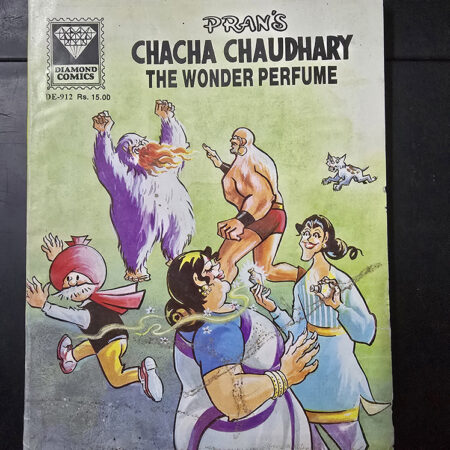 PRAN'S
CHACHA CHAUDHARY
THE WONDER PERFUME
DIAMOND
COMICS
DE-912 Rs. 15.00